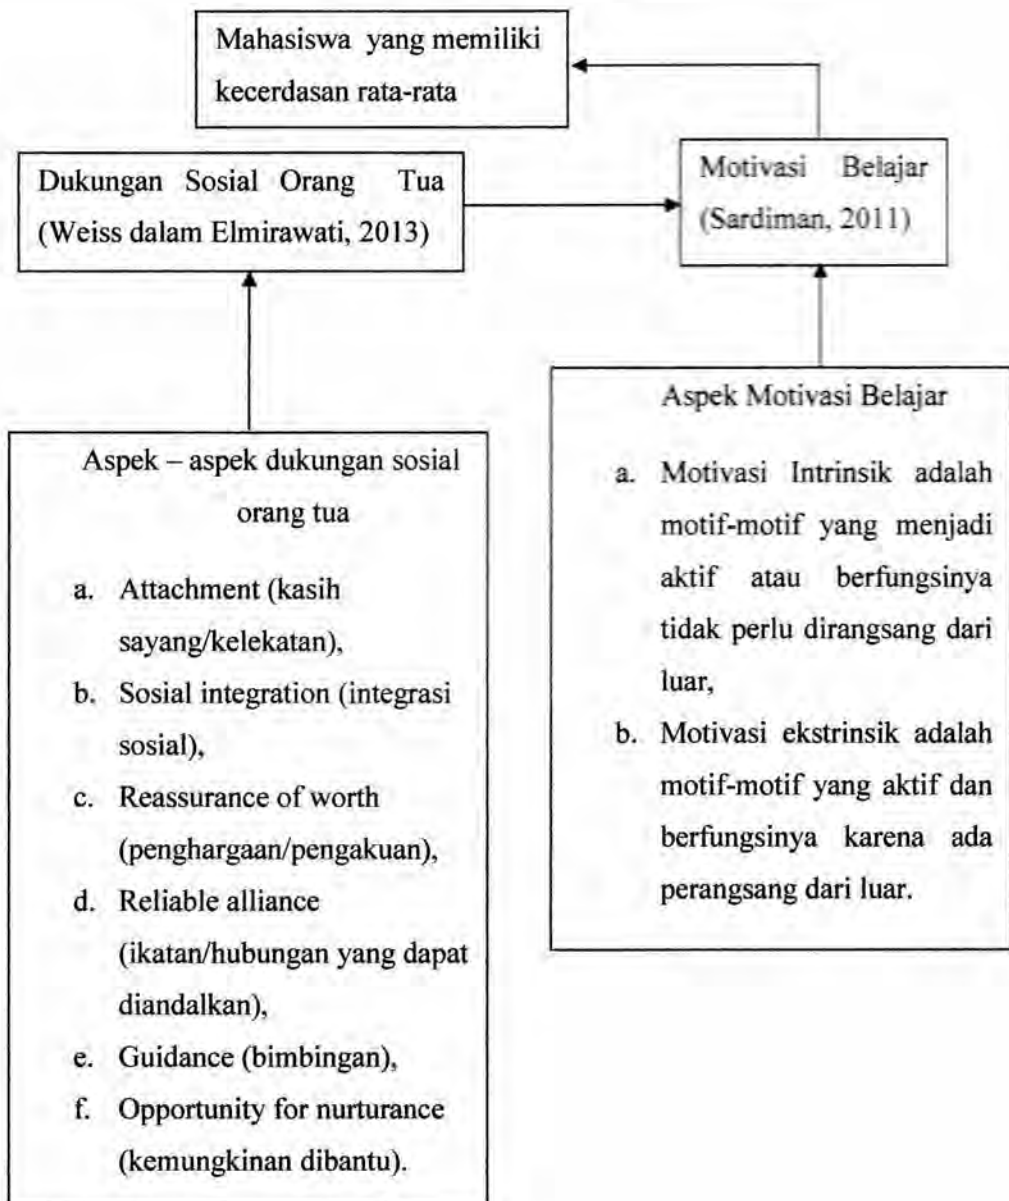 Mahasiswa yang memiliki
kecerdasan rata-rata
Dukungan Sosial Orang Tua
(Weiss dalam Elmirawati, 2013)
Motivasi Belajar
(Sardiman, 2011)
Aspek – aspek dukungan sosial
orang tua
a. Attachment (kasih
sayang/kelekatan),
b. Sosial integration (integrasi
sosial),
c. Reassurance of worth
(penghargaan/pengakuan),
d. Reliable alliance
(ikatan/hubungan yang dapat
diandalkan),
e. Guidance (bimbingan),
f. Opportunity for nurturance
(kemungkinan dibantu).
Aspek Motivasi Belajar
a. Motivasi Intrinsik adalah
motif-motif yang menjadi
aktif atau berfungsinya
tidak perlu dirangsang dari
luar,
b. Motivasi ekstrinsik adalah
motif-motif yang aktif dan
berfungsinya karena ada
perangsang dari luar.